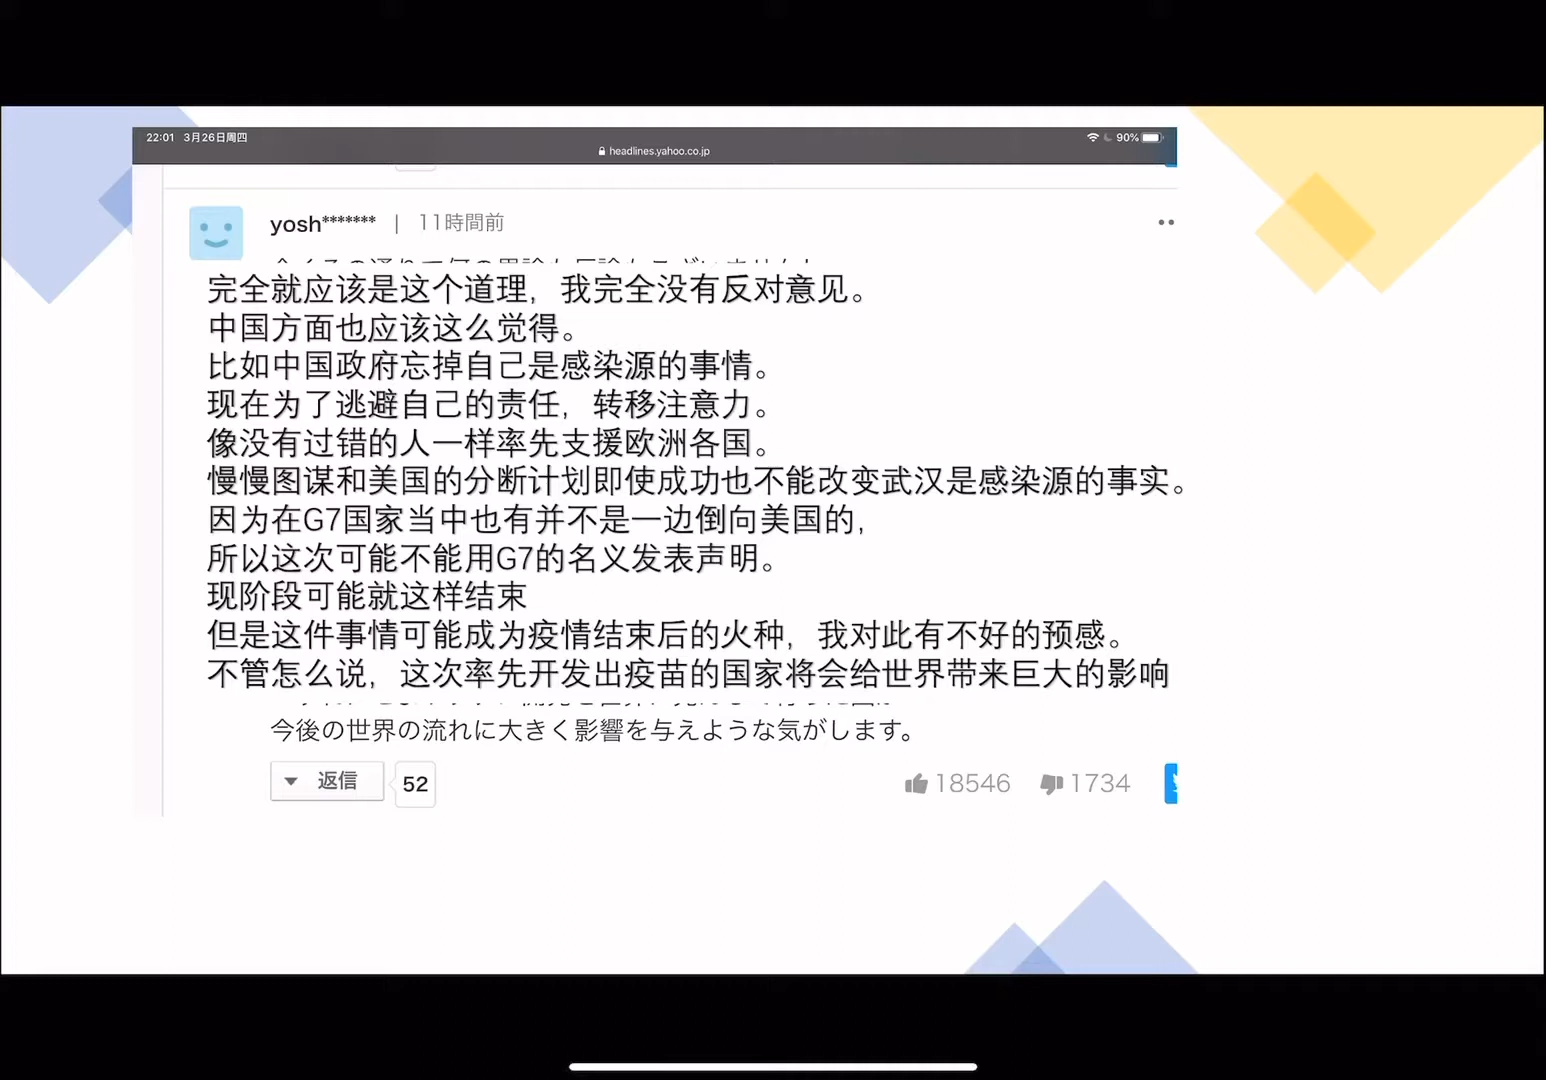 22:01 3月26日周四
90%
headlines.yahoo.co.jp
yosh******* | 11時間前
完全就应该是这个道理，我完全没有反对意见。
中国方面也应该这么觉得。
比如中国政府忘掉自己是感染源的事情。
现在为了逃避自己的责任，转移注意力。
像没有过错的人一样率先支援欧洲各国。
慢慢图谋和美国的分断计划即使成功也不能改变武汉是感染源的事实。
因为在G7国家当中也有并不是一边倒向美国的，
所以这次可能不能用G7的名义发表声明。
现阶段可能就这样结束
但是这件事情可能成为疫情结束后的火种，我对此有不好的预感。
不管怎么说，这次率先开发出疫苗的国家将会给世界带来巨大的影响
今後の世界の流れに大きく影響を与えような気がします。
返信 52
18546 1734